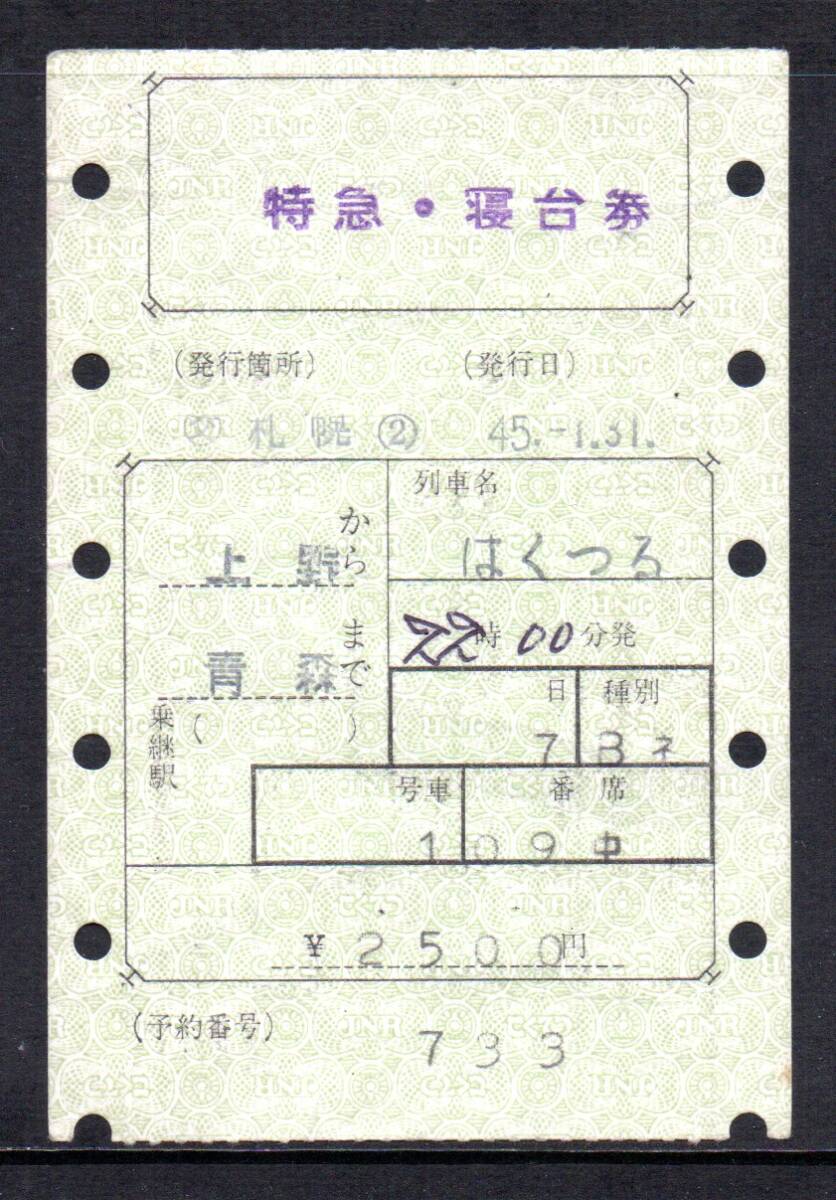 特急・寝台券
(発行箇所) (発行日)
札幌② 45.-1.31.
列車名
はくつる
上野から
22時00分発
青森まで
日 種別
7 Bネ
乗継駅 ( )
号車 番 席
1 09中
¥2500円
(予約番号) 733